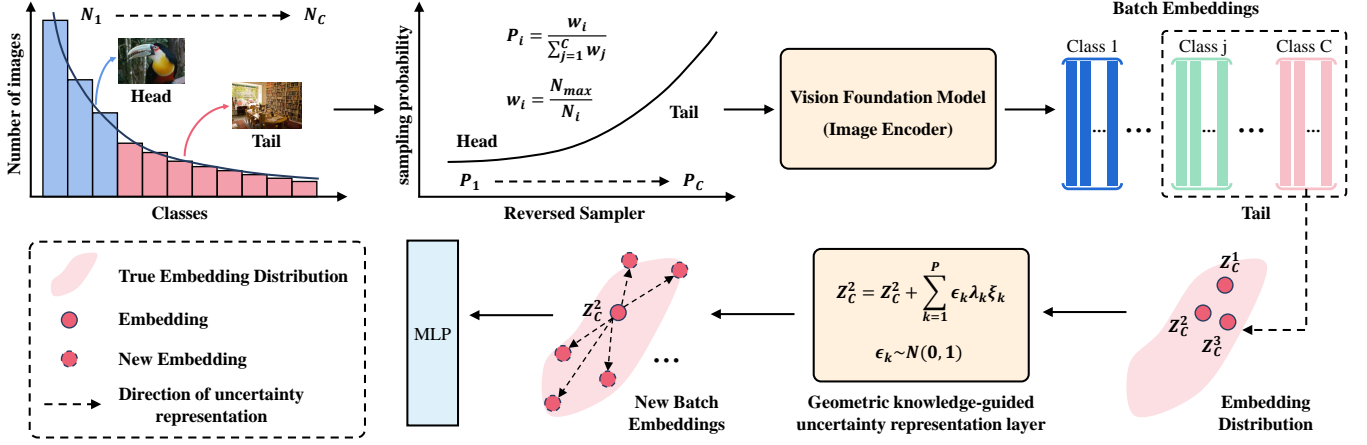 Number of images
N_1
N_C
Head
Tail
Classes
sampling probability
P_i = w_i / ∑_{j=1}^{C} w_j
w_i = N_{max} / N_i
Head
Tail
P_1
P_C
Reversed Sampler
Vision Foundation Model
(Image Encoder)
Batch Embeddings
Class 1
Class j
Class C
...
...
...
...
...
Tail
True Embedding Distribution
Embedding
New Embedding
Direction of uncertainty
representation
MLP
Z_C^2
...
New Batch
Embeddings
Z_C^2 = Z_C^2 + ∑_{k=1}^{P} ϵ_k λ_k ξ_k
ϵ_k~N(0, 1)
Geometric knowledge-guided
uncertainty representation layer
Z_C^1
Z_C^2
Z_C^3
Embedding
Distribution